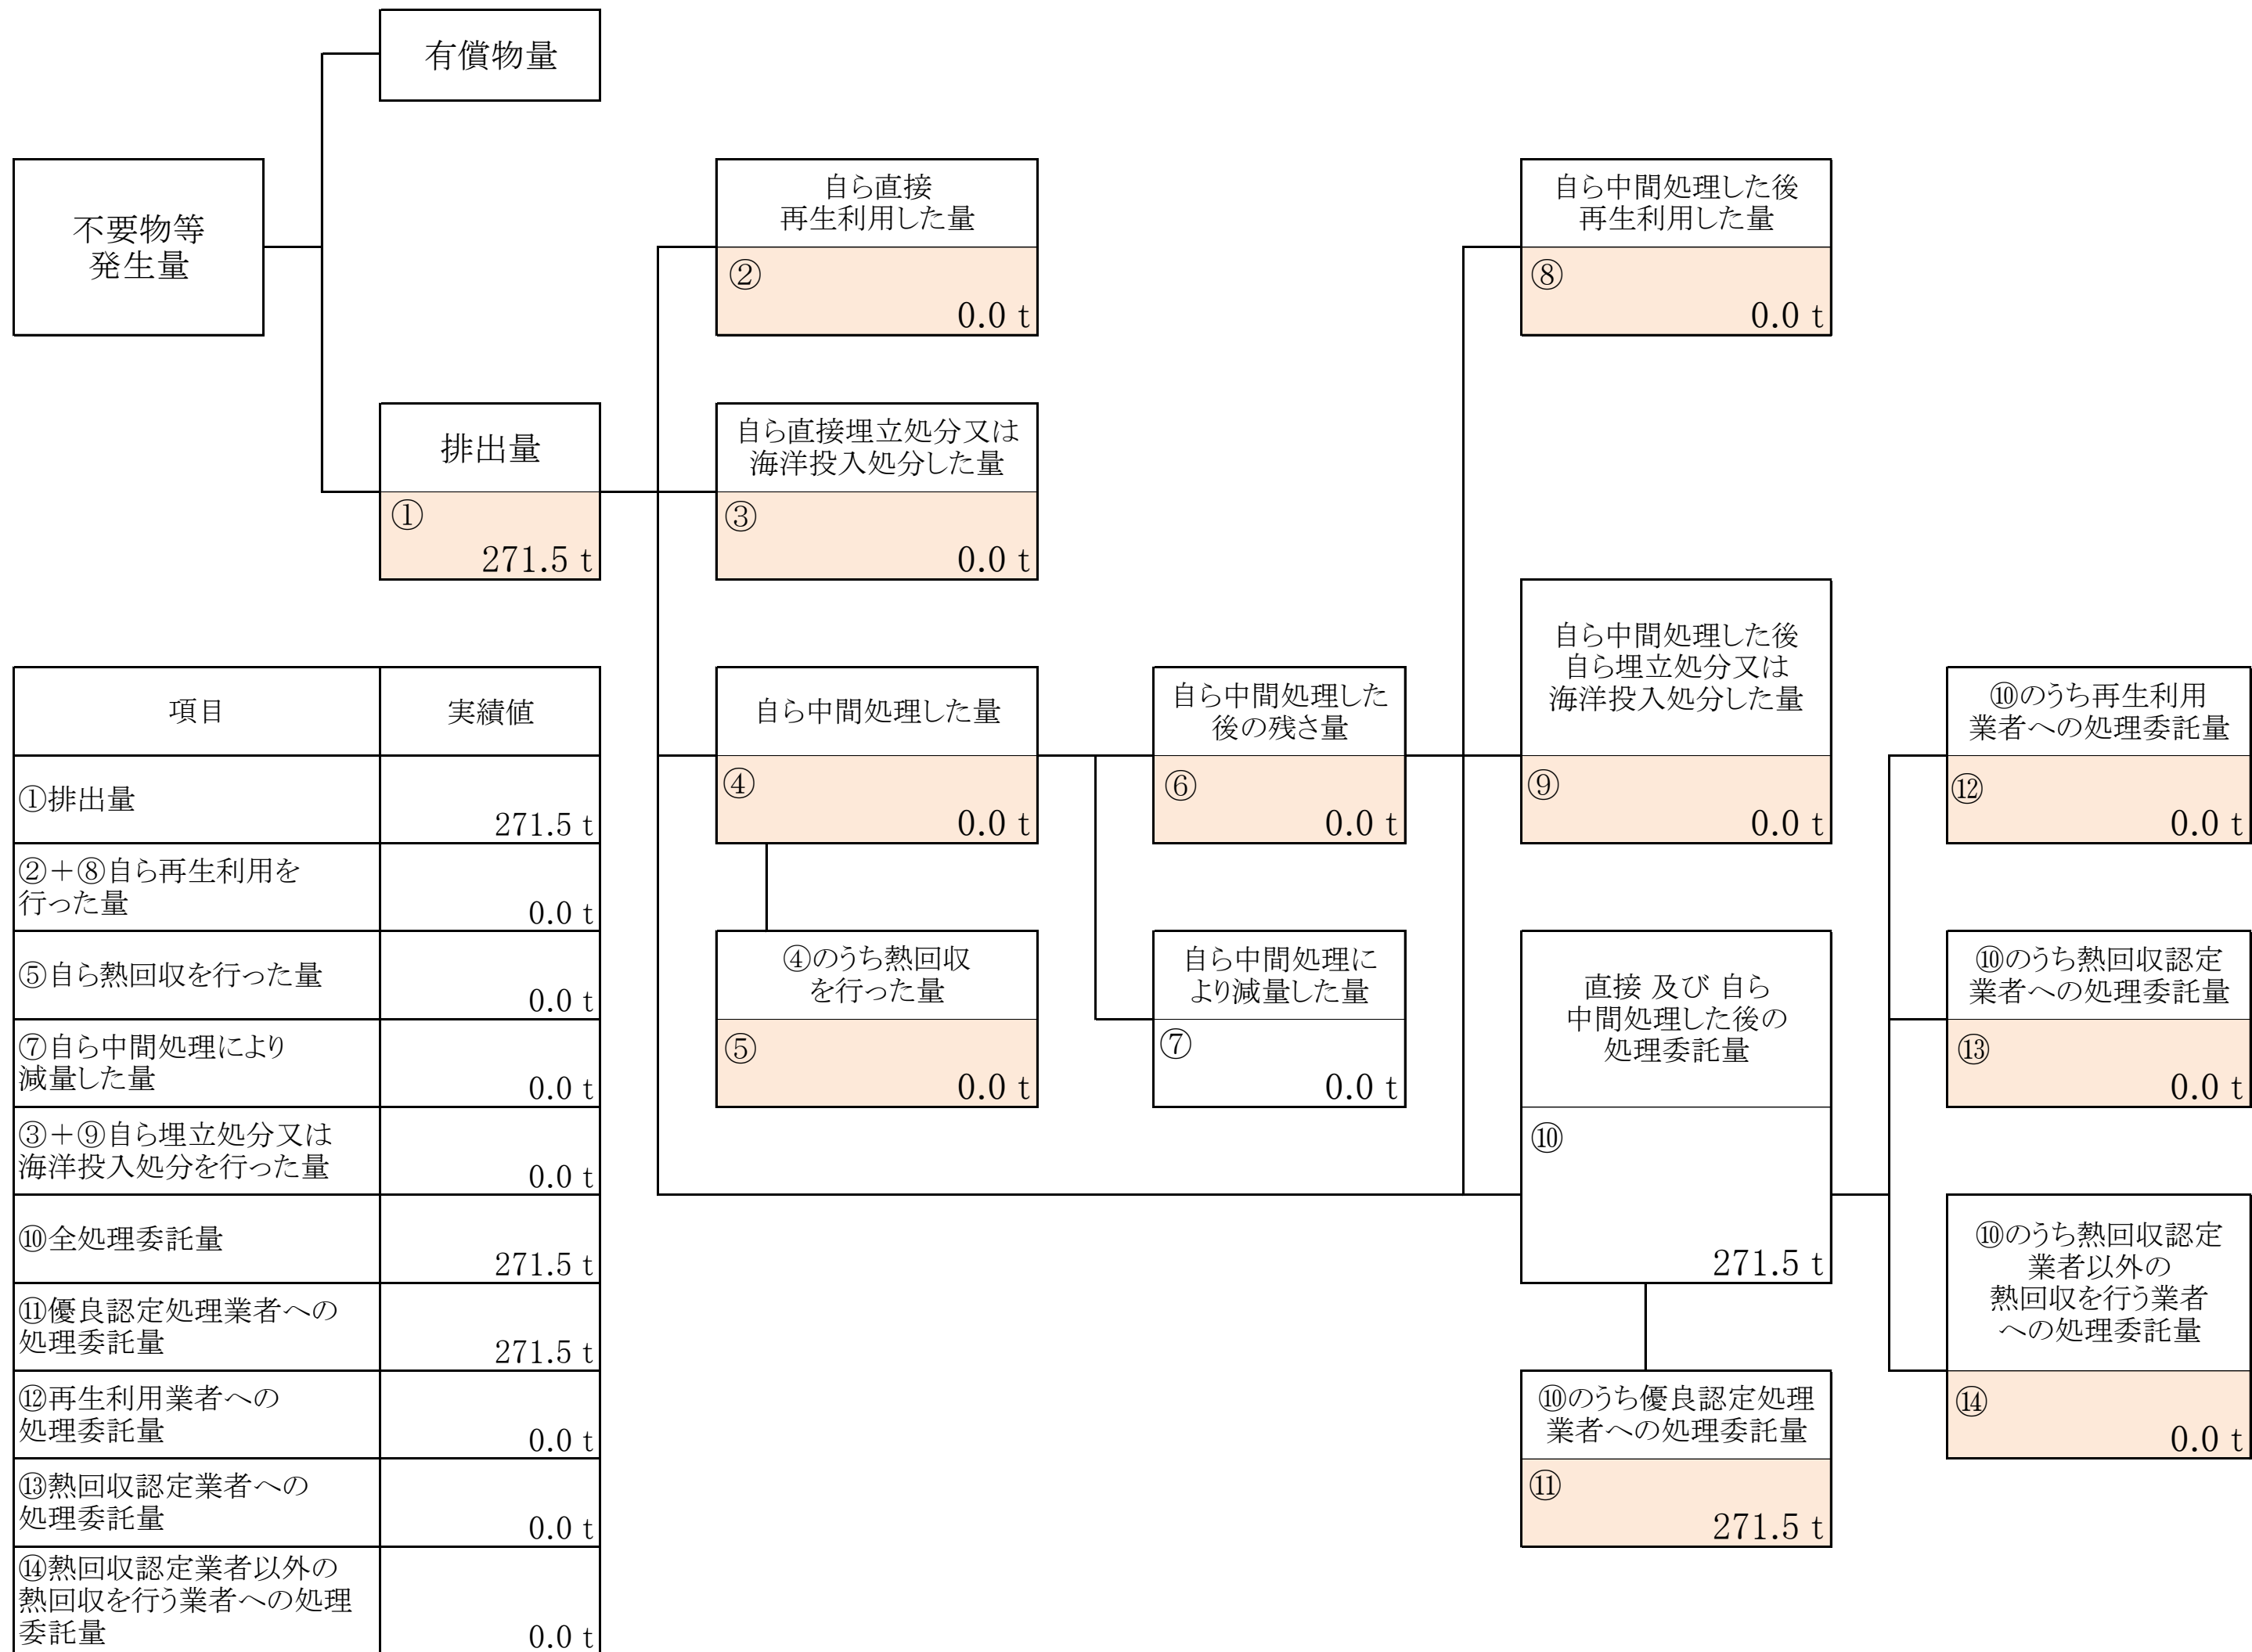 有償物量
不要物等
発生量
自ら直接
再生利用した量
②
0.0 t
自ら中間処理した後
再生利用した量
⑧
0.0 t
排出量
①
271.5 t
自ら直接埋立処分又は
海洋投入処分した量
③
0.0 t
自ら中間処理した量
④
0.0 t
自ら中間処理した
後の残さ量
⑥
0.0 t
自ら中間処理した後
自ら埋立処分又は
海洋投入処分した量
⑨
0.0 t
⑩のうち再生利用
業者への処理委託量
⑫
0.0 t
④のうち熱回収
を行った量
⑤
0.0 t
自ら中間処理に
より減量した量
⑦
0.0 t
直接 及び 自ら
中間処理した後の
処理委託量
⑩
271.5 t
⑩のうち熱回収認定
業者への処理委託量
⑬
0.0 t
⑩のうち熱回収認定
業者以外の
熱回収を行う業者
への処理委託量
⑭
0.0 t
⑩のうち優良認定処理
業者への処理委託量
⑪
271.5 t
項目 実績値
①排出量
271.5 t
②＋⑧自ら再生利用を
行った量
0.0 t
⑤自ら熱回収を行った量
0.0 t
⑦自ら中間処理により
減量した量
0.0 t
③＋⑨自ら埋立処分又は
海洋投入処分を行った量
0.0 t
⑩全処理委託量
271.5 t
⑪優良認定処理業者への
処理委託量
271.5 t
⑫再生利用業者への
処理委託量
0.0 t
⑬熱回収認定業者への
処理委託量
0.0 t
⑭熱回収認定業者以外の
熱回収を行う業者への処理
委託量
0.0 t